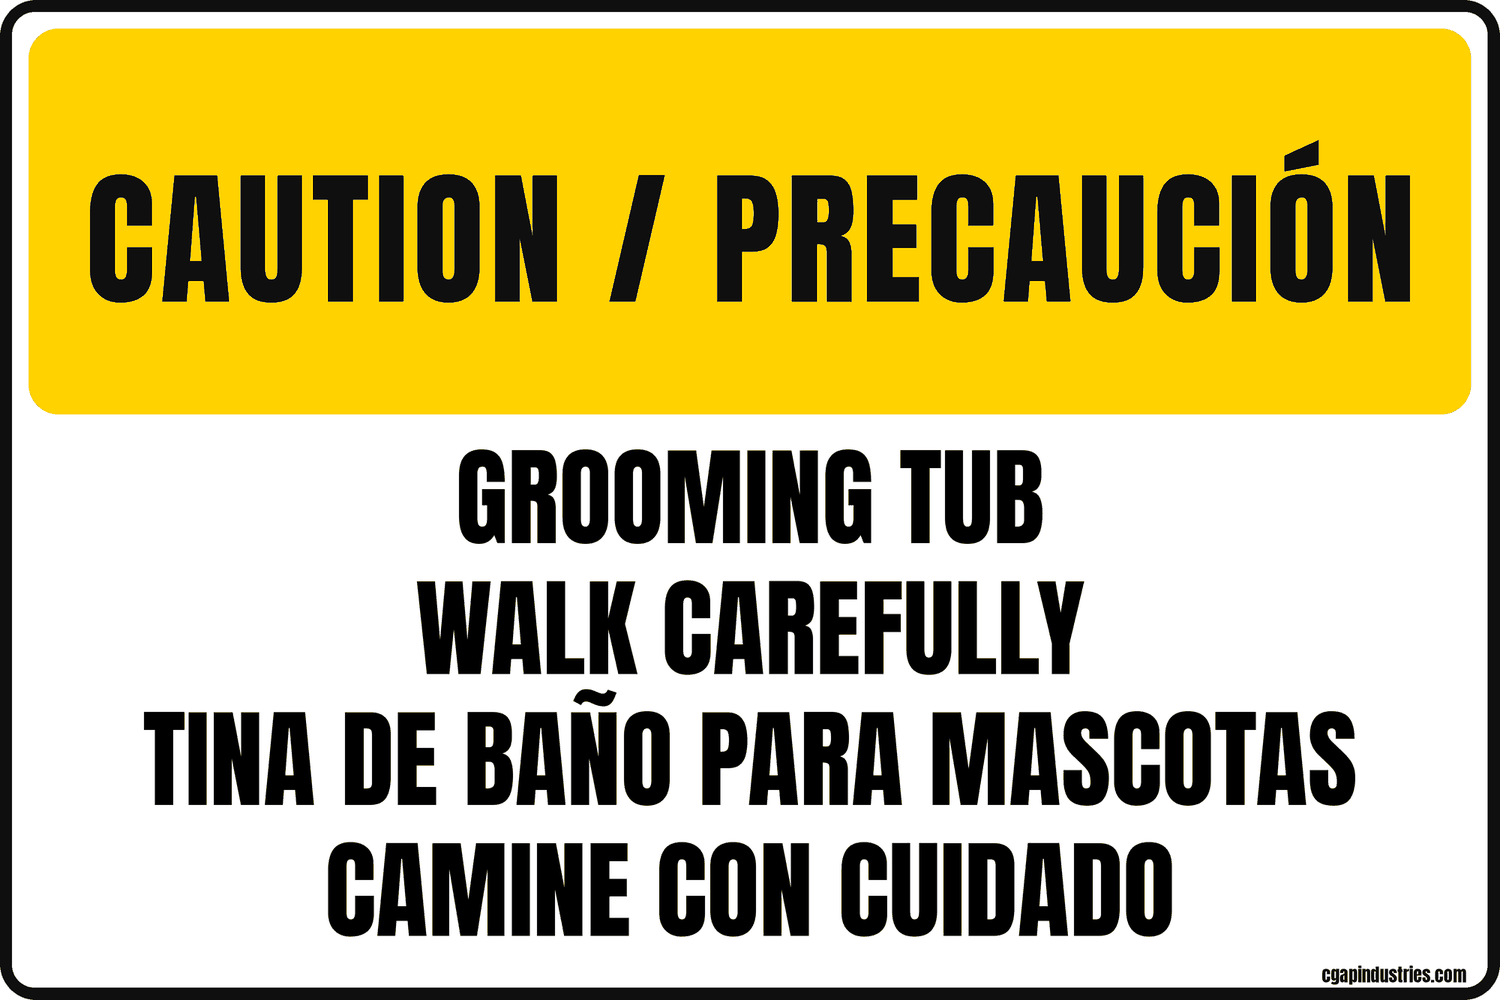 CAUTION / PRECAUCIÓN
GROOMING TUB
WALK CAREFULLY
TINA DE BAÑO PARA MASCOTAS
CAMINE CON CUIDADO
cgapindustries.com